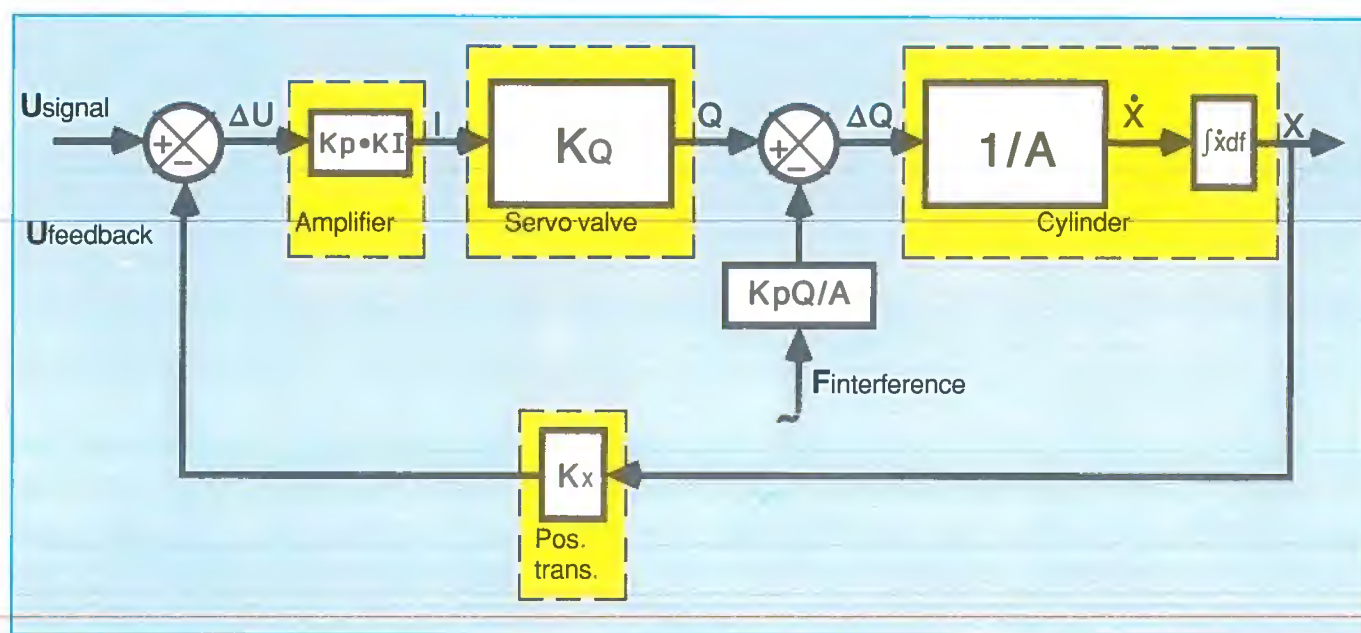 Usignal
ΔU
Kp•KI
I
KQ
Q
ΔQ
1/A
Ẋ
∫ẋdf
X
Ufeedback
Amplifier
Servo-valve
Cylinder
KpQ/A
Finterference
Kx
Pos.
trans.
+
−
+
−
~